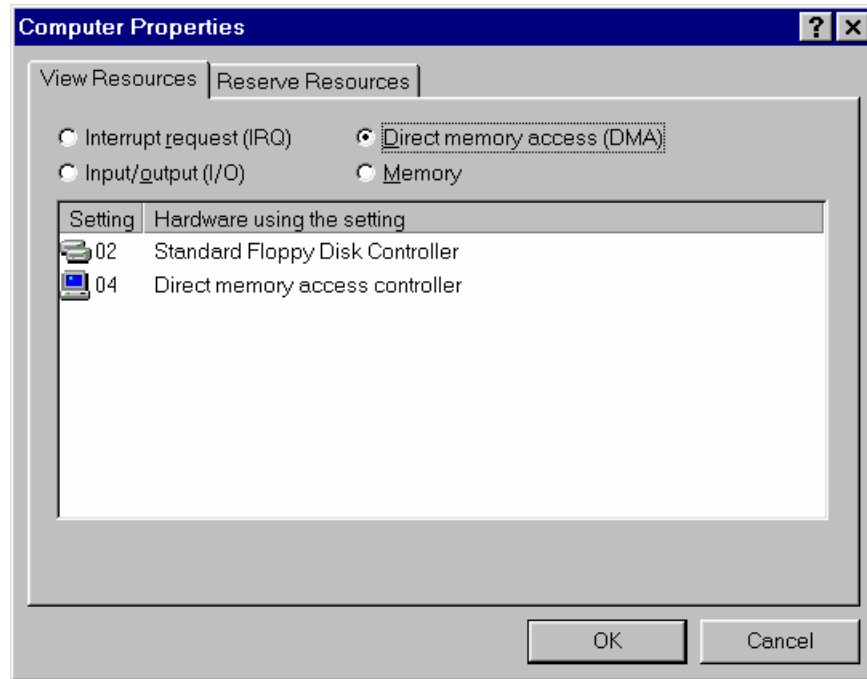 Computer Properties
View Resources Reserve Resources
Interrupt request (IRQ) Direct memory access (DMA)
Input/output (I/O) Memory
Setting Hardware using the setting
02 Standard Floppy Disk Controller
04 Direct memory access controller
OK Cancel